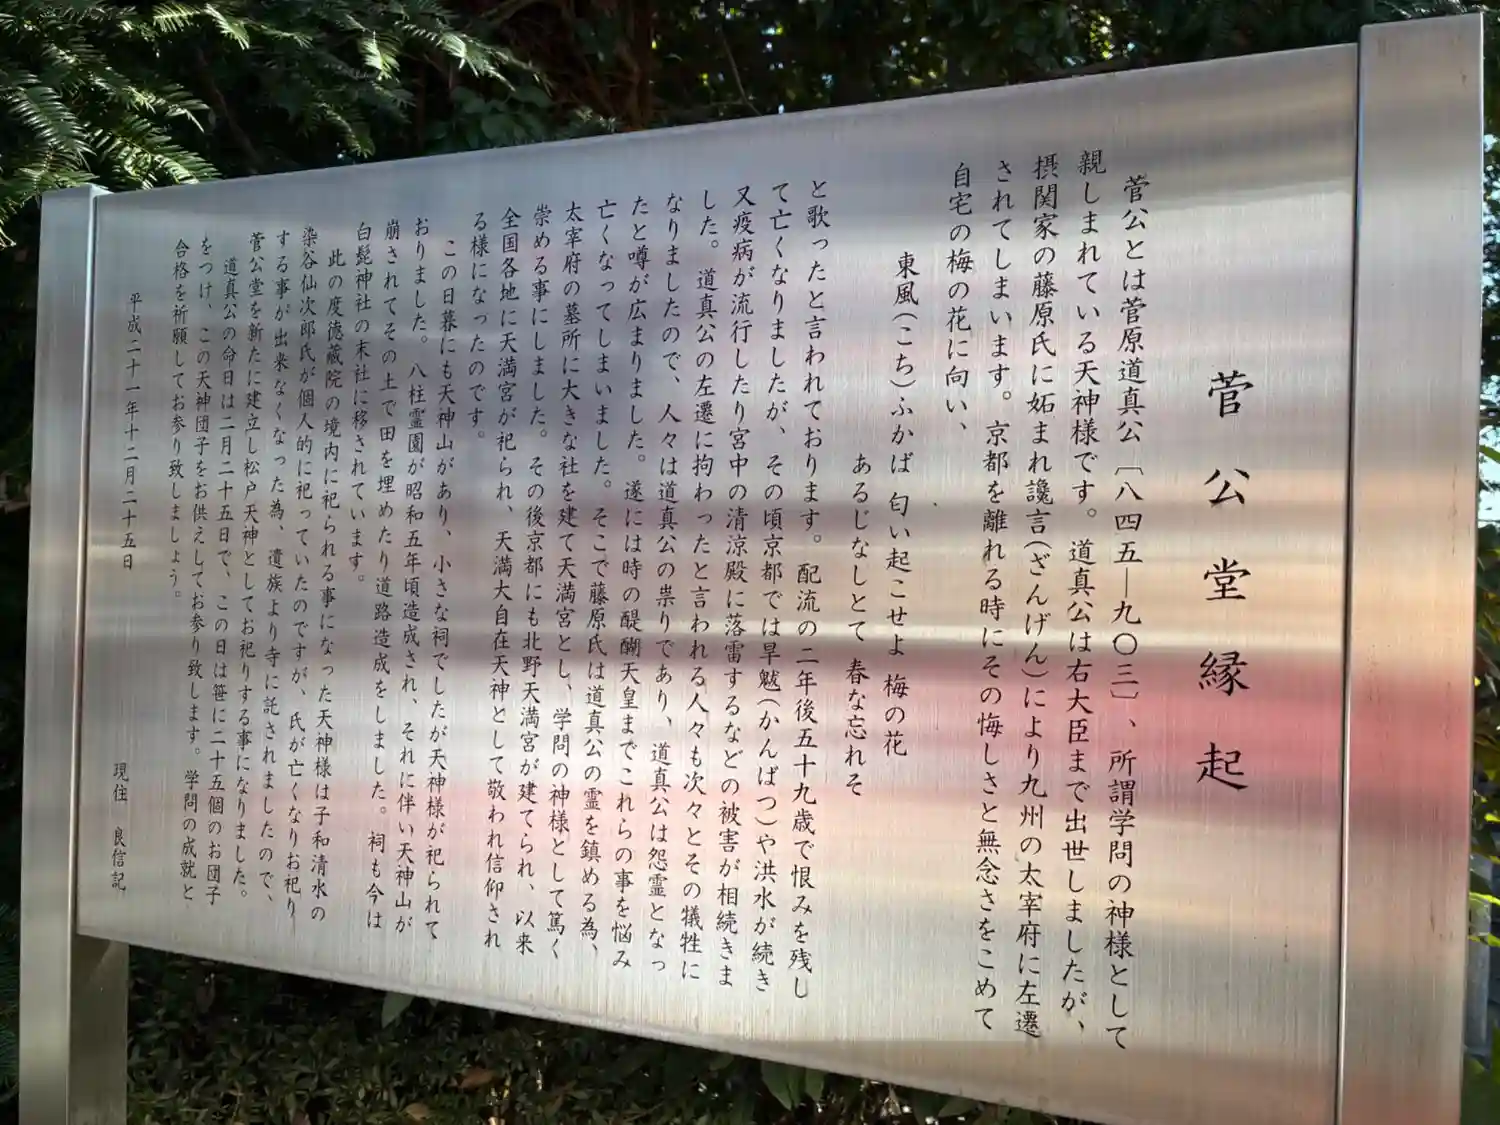 菅公堂縁起
菅公とは菅原道真公〔八四五―九〇三〕、所謂学問の神様として
親しまれている天神様です。道真公は右大臣まで出世しましたが、
摂関家の藤原氏に妬まれ讒言(ざんげん)により九州の太宰府に左遷
されてしまいます。京都を離れる時にその悔しさと無念さをこめて
自宅の梅の花に向い、
東風(こち)ふかば 匂い起こせよ 梅の花
あるじなしとて 春な忘れそ
と歌ったと言われております。配流の二年後五十九歳で恨みを残し
て亡くなりましたが、その頃京都では旱魃(かんばつ)や洪水が続き
又疫病が流行したり宮中の清涼殿に落雷するなどの被害が相続きま
した。道真公の左遷に拘わったと言われる人々も次々とその犠牲に
なりましたので、人々は道真公の祟りであり、道真公は怨霊となっ
たと噂が広まりました。遂には時の醍醐天皇までこれらの事を悩み
亡くなってしまいました。そこで藤原氏は道真公の霊を鎮める為、
太宰府の墓所に大きな社を建て天満宮とし、学問の神様として篤く
崇める事にしました。その後京都にも北野天満宮が建てられ、以来
全国各地に天満宮が祀られ、天満大自在天神として敬われ信仰され
る様になったのです。
この日暮にも天神山があり、小さな祠でしたが天神様が祀られて
おりました。八柱霊園が昭和五年頃造成され、それに伴い天神山が
崩されてその土で田を埋めたり道路造成をしました。祠も今は
白髭神社の末社に移されています。
此の度徳蔵院の境内に祀られる事になった天神様は子和清水の
染谷仙次郎氏が個人的に祀っていたのですが、氏が亡くなりお祀り
する事が出来なくなった為、遺族より寺に託されましたので、
菅公堂を新たに建立し松戸天神としてお祀りする事になりました。
道真公の命日は二月二十五日で、この日は笹に二十五個のお団子
をつけ、この天神団子をお供えしてお参り致します。学問の成就と
合格を祈願してお参り致しましょう。
平成二十一年十二月二十五日
現住 良信記